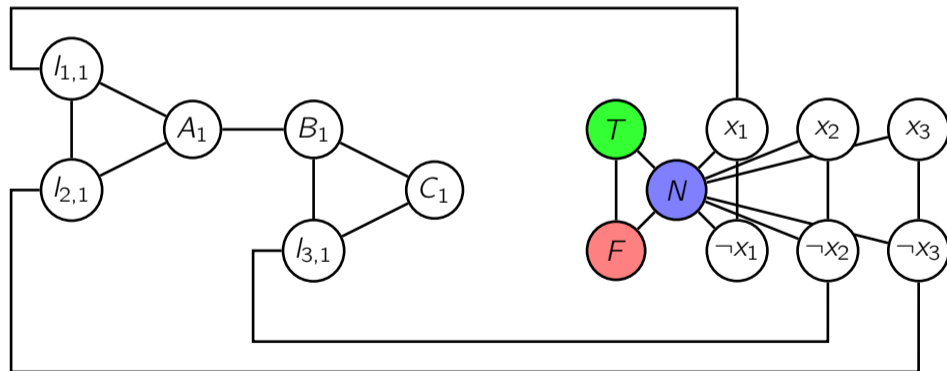 l₁,₁
A₁
B₁
T
x₁
x₂
x₃
l₂,₁
C₁
N
l₃,₁
F
¬x₁
¬x₂
¬x₃